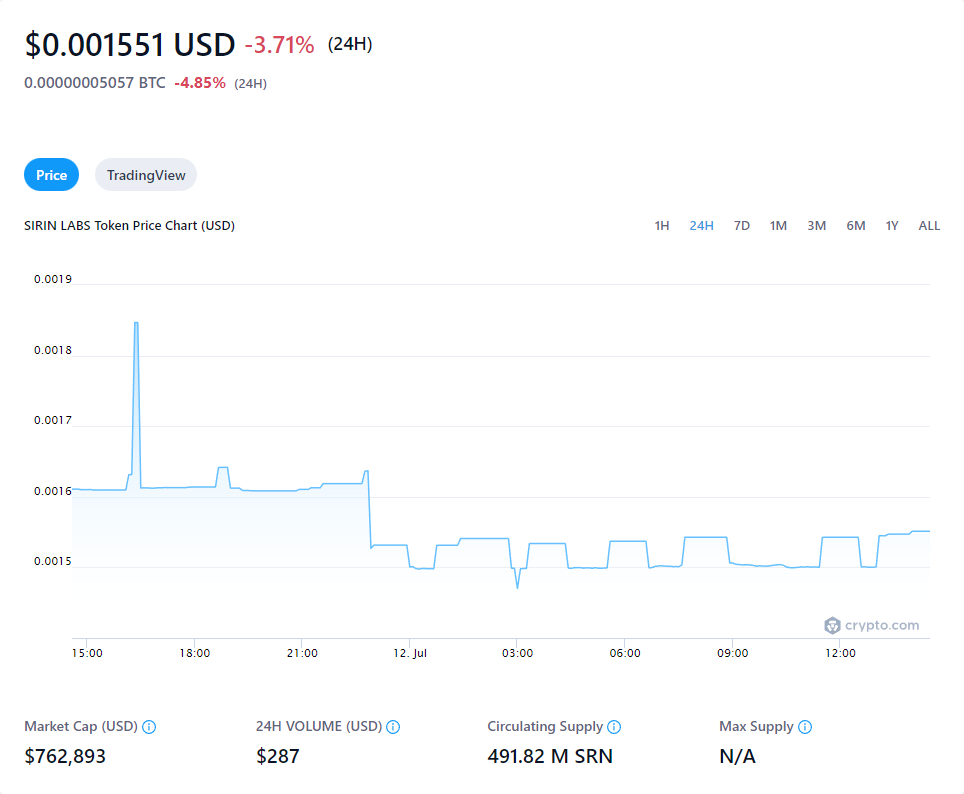 $0.001551 USD -3.71% (24H)
0.00000005057 BTC -4.85% (24H)
Price TradingView
SIRIN LABS Token Price Chart (USD) 1H 24H 7D 1M 3M 6M 1Y ALL
0.0019
0.0018
0.0017
0.0016
0.0015
crypto.com
15:00 18:00 21:00 12. Jul 03:00 06:00 09:00 12:00
Market Cap (USD) 24H VOLUME (USD) Circulating Supply Max Supply
$762,893 $287 491.82 M SRN N/A